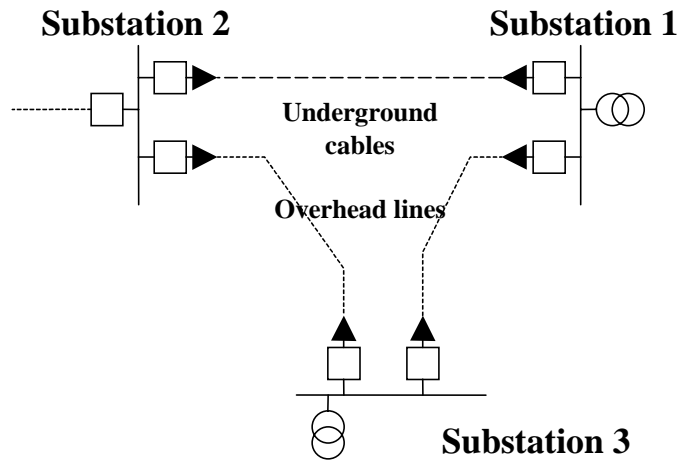 Substation 2
Substation 1
Underground
cables
Overhead lines
Substation 3